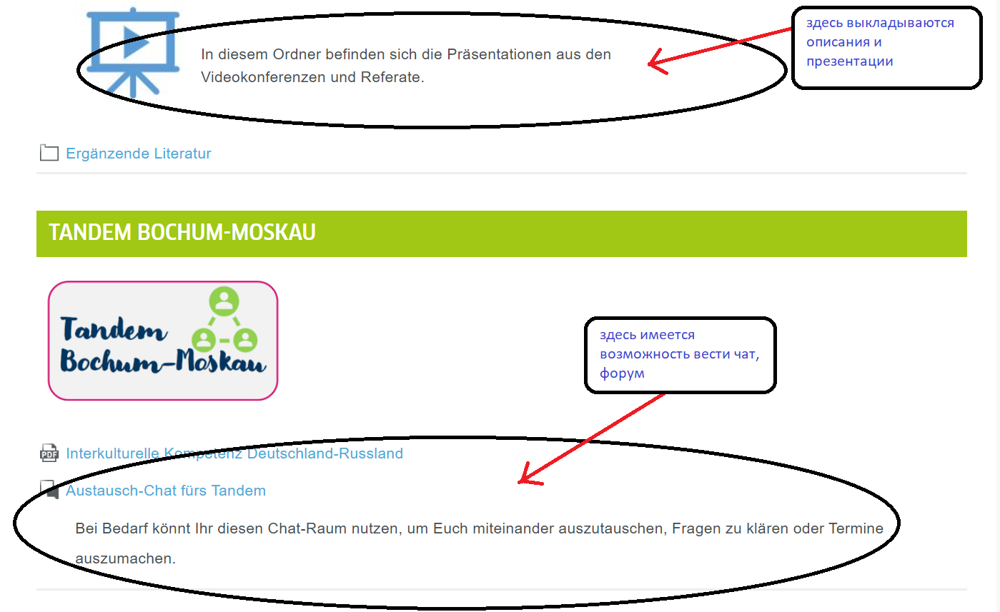 здесь выкладываются
описания и
презентации
In diesem Ordner befinden sich die Präsentationen aus den
Videokonferenzen und Referate.
Ergänzende Literatur
TANDEM BOCHUM-MOSKAU
Tandem
Bochum-Moskau
здесь имеется
возможность вести чат,
форум
PDF Interkulturelle Kompetenz Deutschland-Russland
Austausch-Chat fürs Tandem
Bei Bedarf könnt Ihr diesen Chat-Raum nutzen, um Euch miteinander auszutauschen, Fragen zu klären oder Termine
auszumachen.